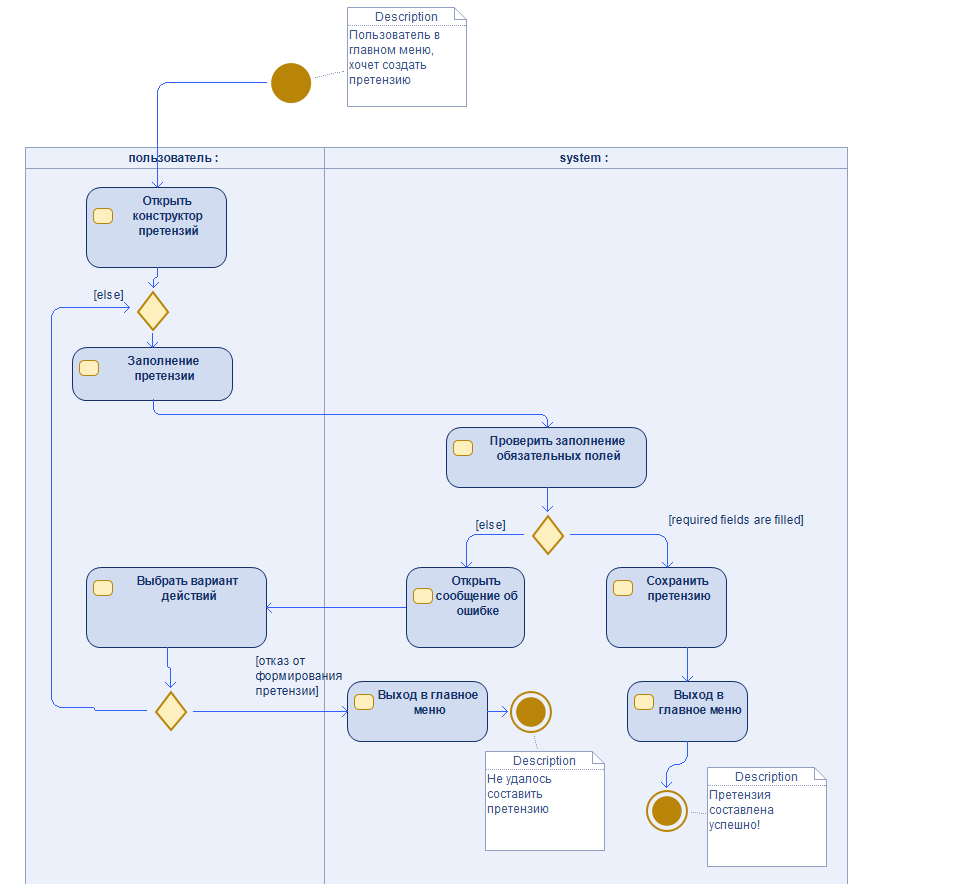 Description
Пользователь в
главном меню,
хочет создать
претензию
пользователь :
system :
Открыть
конструктор
претензий
[else]
Заполнение
претензии
Проверить заполнение
обязательных полей
[else]
[required fields are filled]
Выбрать вариант
действий
Открыть
сообщение об
ошибке
Сохранить
претензию
[отказ от
формирования
претензии]
Выход в главное
меню
Выход в
главное меню
Description
Не удалось
составить
претензию
Description
Претензия
составлена
успешно!